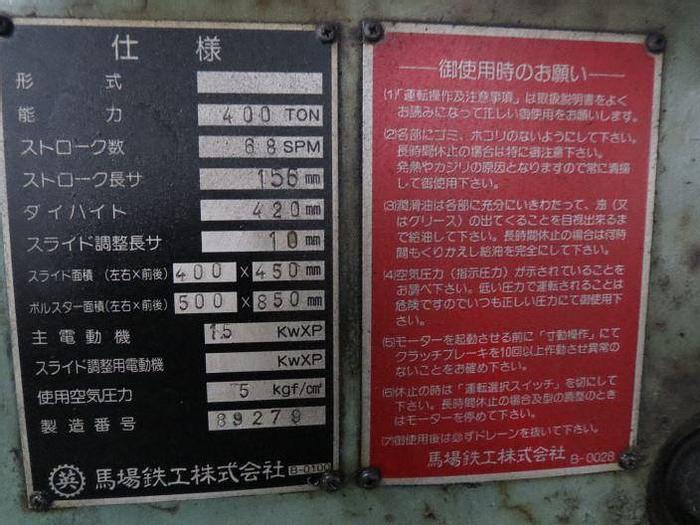 仕様
形式
能力 400 TON
ストローク数 68 SPM
ストローク長サ 156 mm
ダイハイト 420 mm
スライド調整長サ 10 mm
スライド面積 (左右×前後) 400 × 450 mm
ボルスター面積 (左右×前後) 500 × 850 mm
主電動機 15 KwXP
スライド調整用電動機 KwXP
使用空気圧力 5 kgf/cm²
製造番号 89279
英 馬場鉄工株式会社 B-0100
御使用時のお願い
(1)「運転操作及注意事項」は取扱説明書をよく
お読みになって正しい御使用をお願いします。
(2)各部にゴミ、ホコリのないようにして下さい。
長時間休止の場合は特に御注意下さい。
発熱やカジリの原因となりますので常に清掃
して御使用下さい。
(3)潤滑油は各部に充分にいきわたって、油(又
はグリース)の出てくることを目視出来るま
で給油して下さい。長時間休止の場合は何時
間もくりかえし給油を完全にして下さい。
(4)空気圧力(指示圧力)が示されていることを
お調べ下さい。低い圧力で運転されることは
危険ですのでいつも正しい圧力にて御使用下
さい。
(5)モーターを起動させる前に「寸動操作」にて
クラッチブレーキを10回以上作動させ異常の
ないことをお確め下さい。
(6)休止の時は「運転選択スイッチ」を切にして
下さい。長時間休止の場合及型の調整のとき
はモーターを停めて下さい。
(7)御使用後は必ずドレーンを抜いて下さい。
馬場鉄工株式会社 B-0028